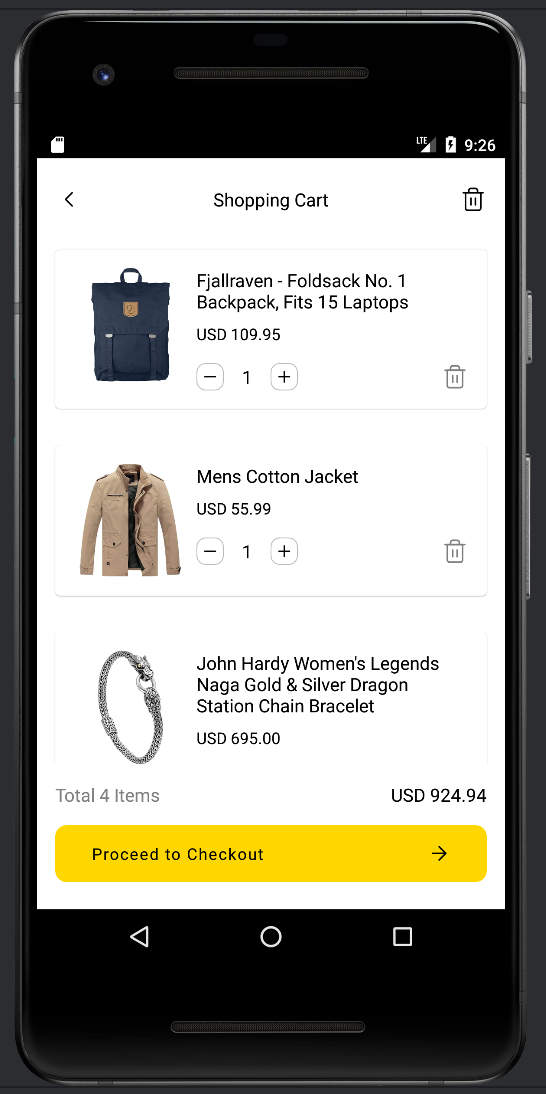 LTE 9:26
Shopping Cart
Fjallraven - Foldsack No. 1
Backpack, Fits 15 Laptops
USD 109.95
1
Mens Cotton Jacket
USD 55.99
1
John Hardy Women's Legends
Naga Gold & Silver Dragon
Station Chain Bracelet
USD 695.00
Total 4 Items USD 924.94
Proceed to Checkout